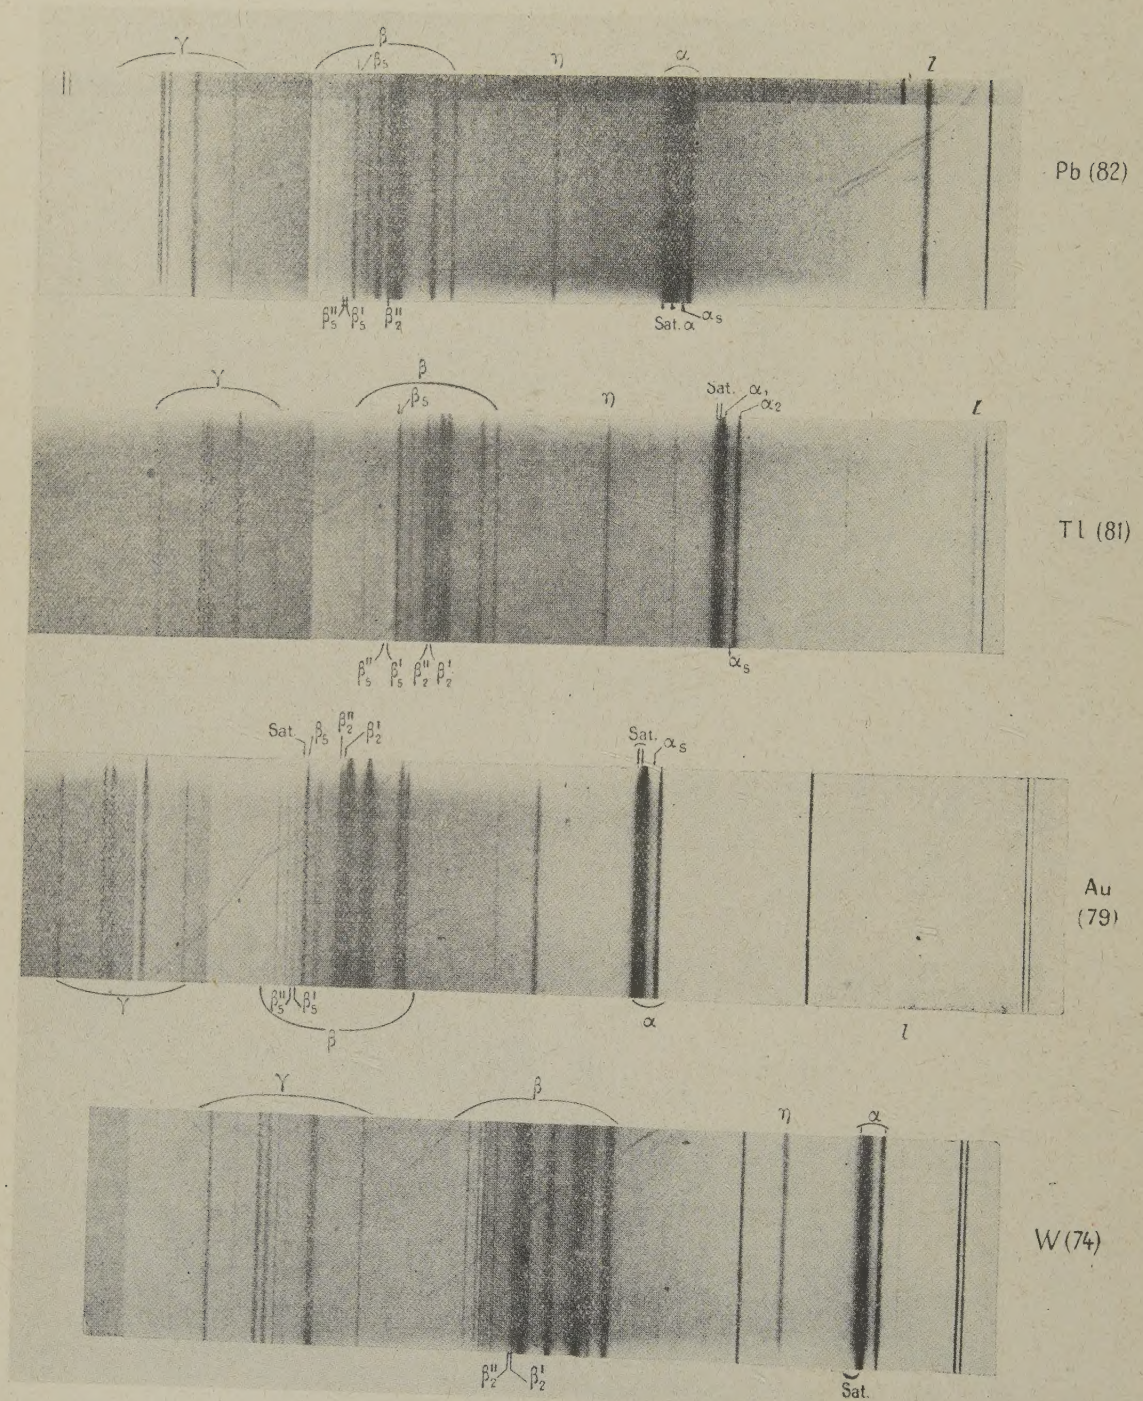 γ β η α l
β₅
Pb (82)
β₅″ β₅′ β₂″ Sat. α αₛ
γ β η Sat. α₁ l
β₅ α₂
Tl (81)
β₅″ β₅′ β₂″ β₂′ αₛ
Sat. β₅ β₂″ β₂′ Sat. αₛ
Au
(79)
γ β₅″ β₅′ α l
β
γ β η α
W (74)
β₂″ β₂′ Sat.